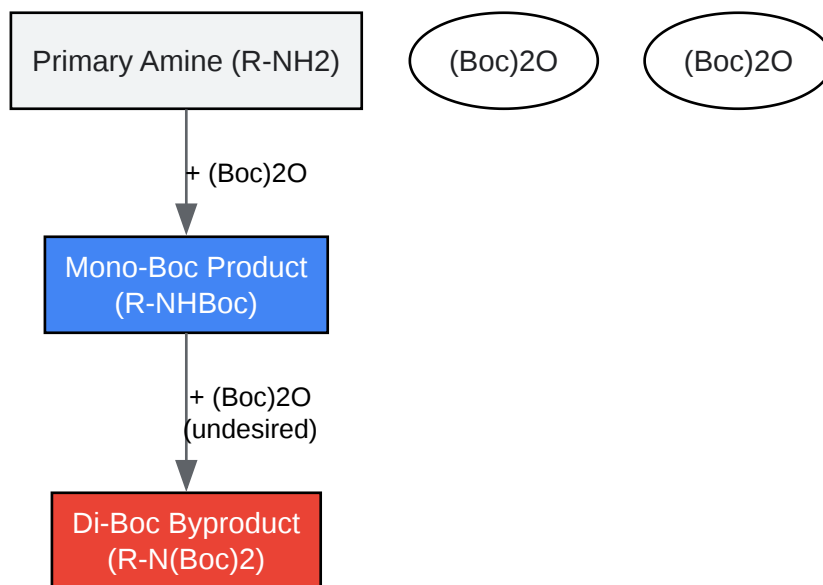 Primary Amine (R-NH2)
(Boc)2O
(Boc)2O
+ (Boc)2O
Mono-Boc Product
(R-NHBoc)
+ (Boc)2O
(undesired)
Di-Boc Byproduct
(R-N(Boc)2)